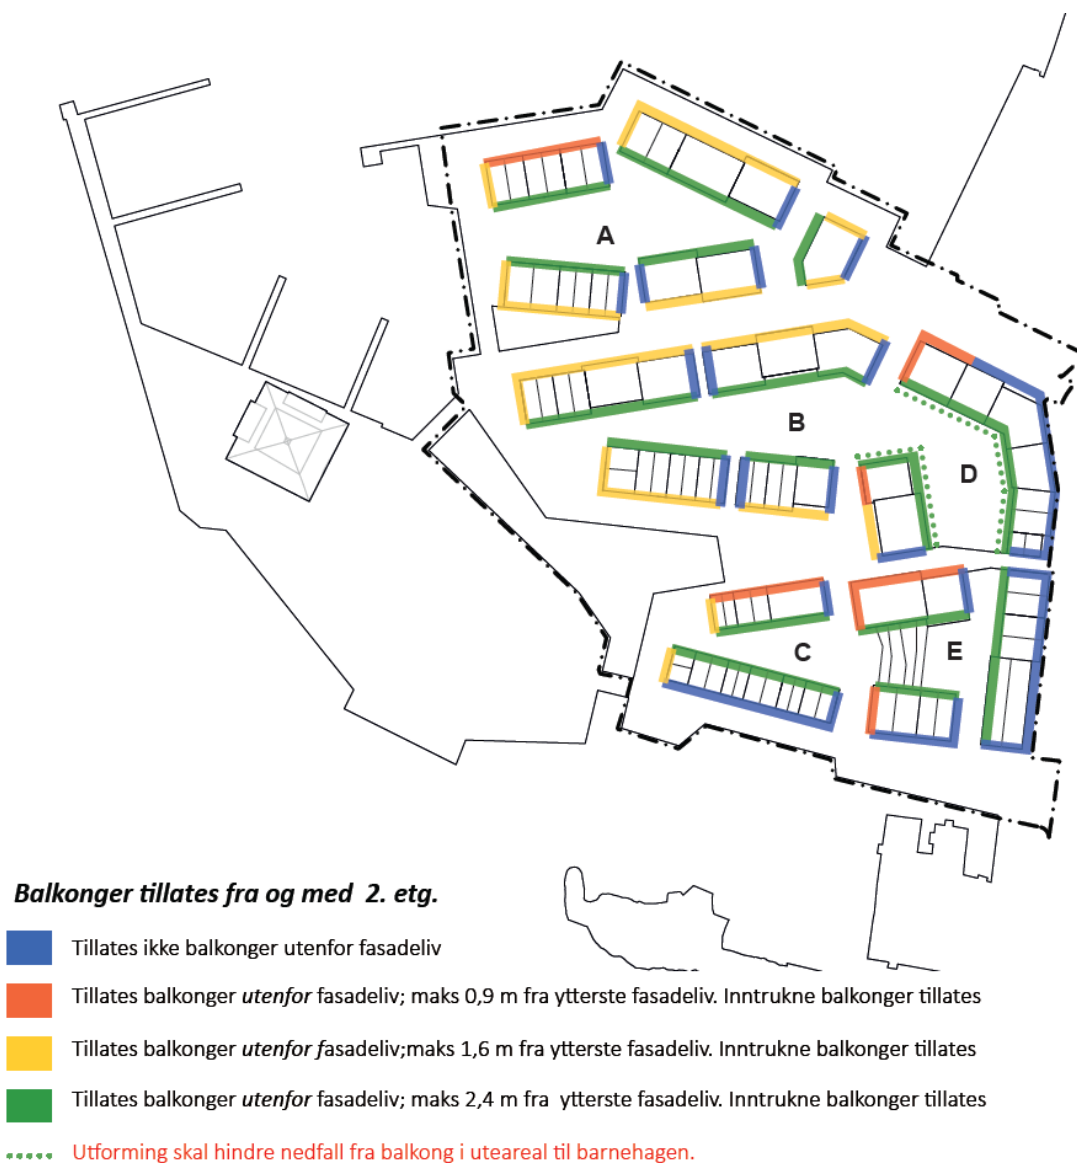 A
B
D
C
E
Balkonger tillates fra og med 2. etg.
Tillates ikke balkonger utenfor fasadeliv
Tillates balkonger utenfor fasadeliv; maks 0,9 m fra ytterste fasadeliv. Inntrukne balkonger tillates
Tillates balkonger utenfor fasadeliv;maks 1,6 m fra ytterste fasadeliv. Inntrukne balkonger tillates
Tillates balkonger utenfor fasadeliv; maks 2,4 m fra ytterste fasadeliv. Inntrukne balkonger tillates
Utforming skal hindre nedfall fra balkong i uteareal til barnehagen.